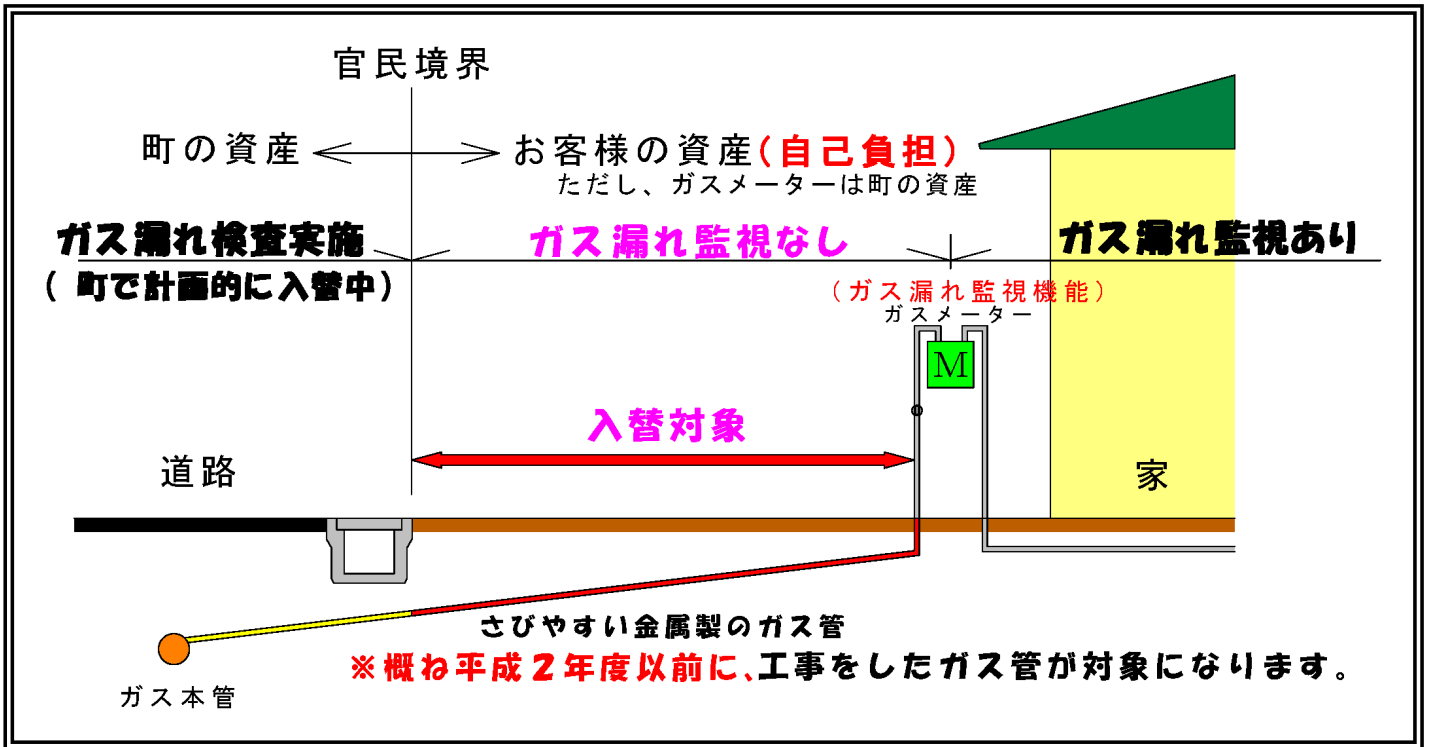 官民境界
町の資産
お客様の資産(自己負担)
ただし、ガスメーターは町の資産
ガス漏れ検査実施
(町で計画的に入替中)
ガス漏れ監視なし
ガス漏れ監視あり
(ガス漏れ監視機能)
ガスメーター
M
入替対象
道路
家
さびやすい金属製のガス管
※概ね平成2年度以前に、工事をしたガス管が対象になります。
ガス本管